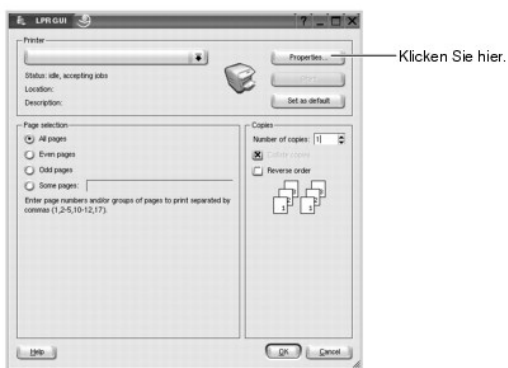 LPR GUI
Printer
Properties...
Klicken Sie hier.
Status: idle, accepting jobs
Location:
Description:
Set as default
Page selection
All pages
Even pages
Odd pages
Some pages:
Enter page numbers and/or groups of pages to print separated by
commas (1,2-5,10-12,17).
Copies
Number of copies: 1
Collate copies
Reverse order
Help
OK
Cancel